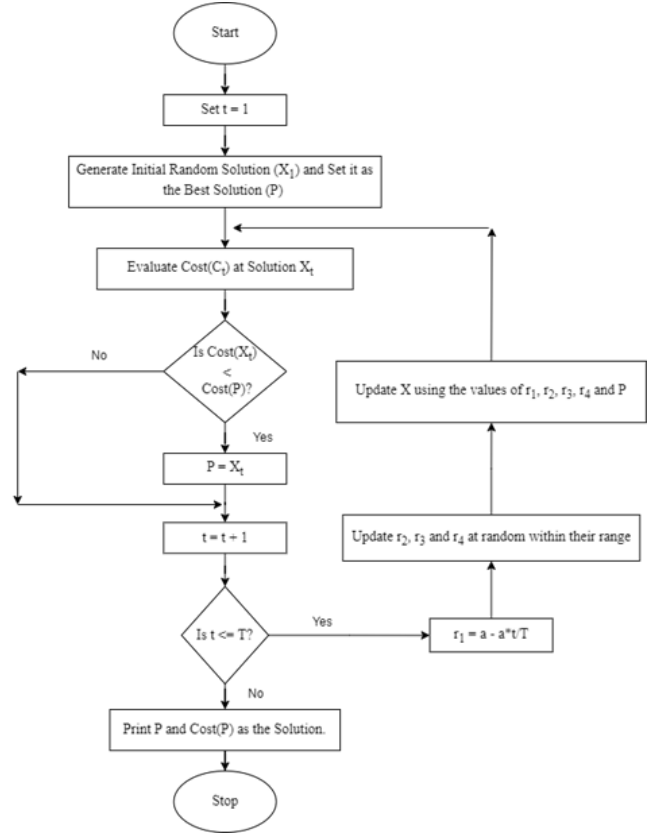 Start
Set t = 1
Generate Initial Random Solution (X₁) and Set it as
the Best Solution (P)
Evaluate Cost(Cₜ) at Solution Xₜ
No
Is Cost(Xₜ)
<
Cost(P)?
Yes
P = Xₜ
t = t + 1
Is t <= T?
Yes
r₁ = a - a*t/T
Update r₂, r₃ and r₄ at random within their range
Update X using the values of r₁, r₂, r₃, r₄ and P
No
Print P and Cost(P) as the Solution.
Stop